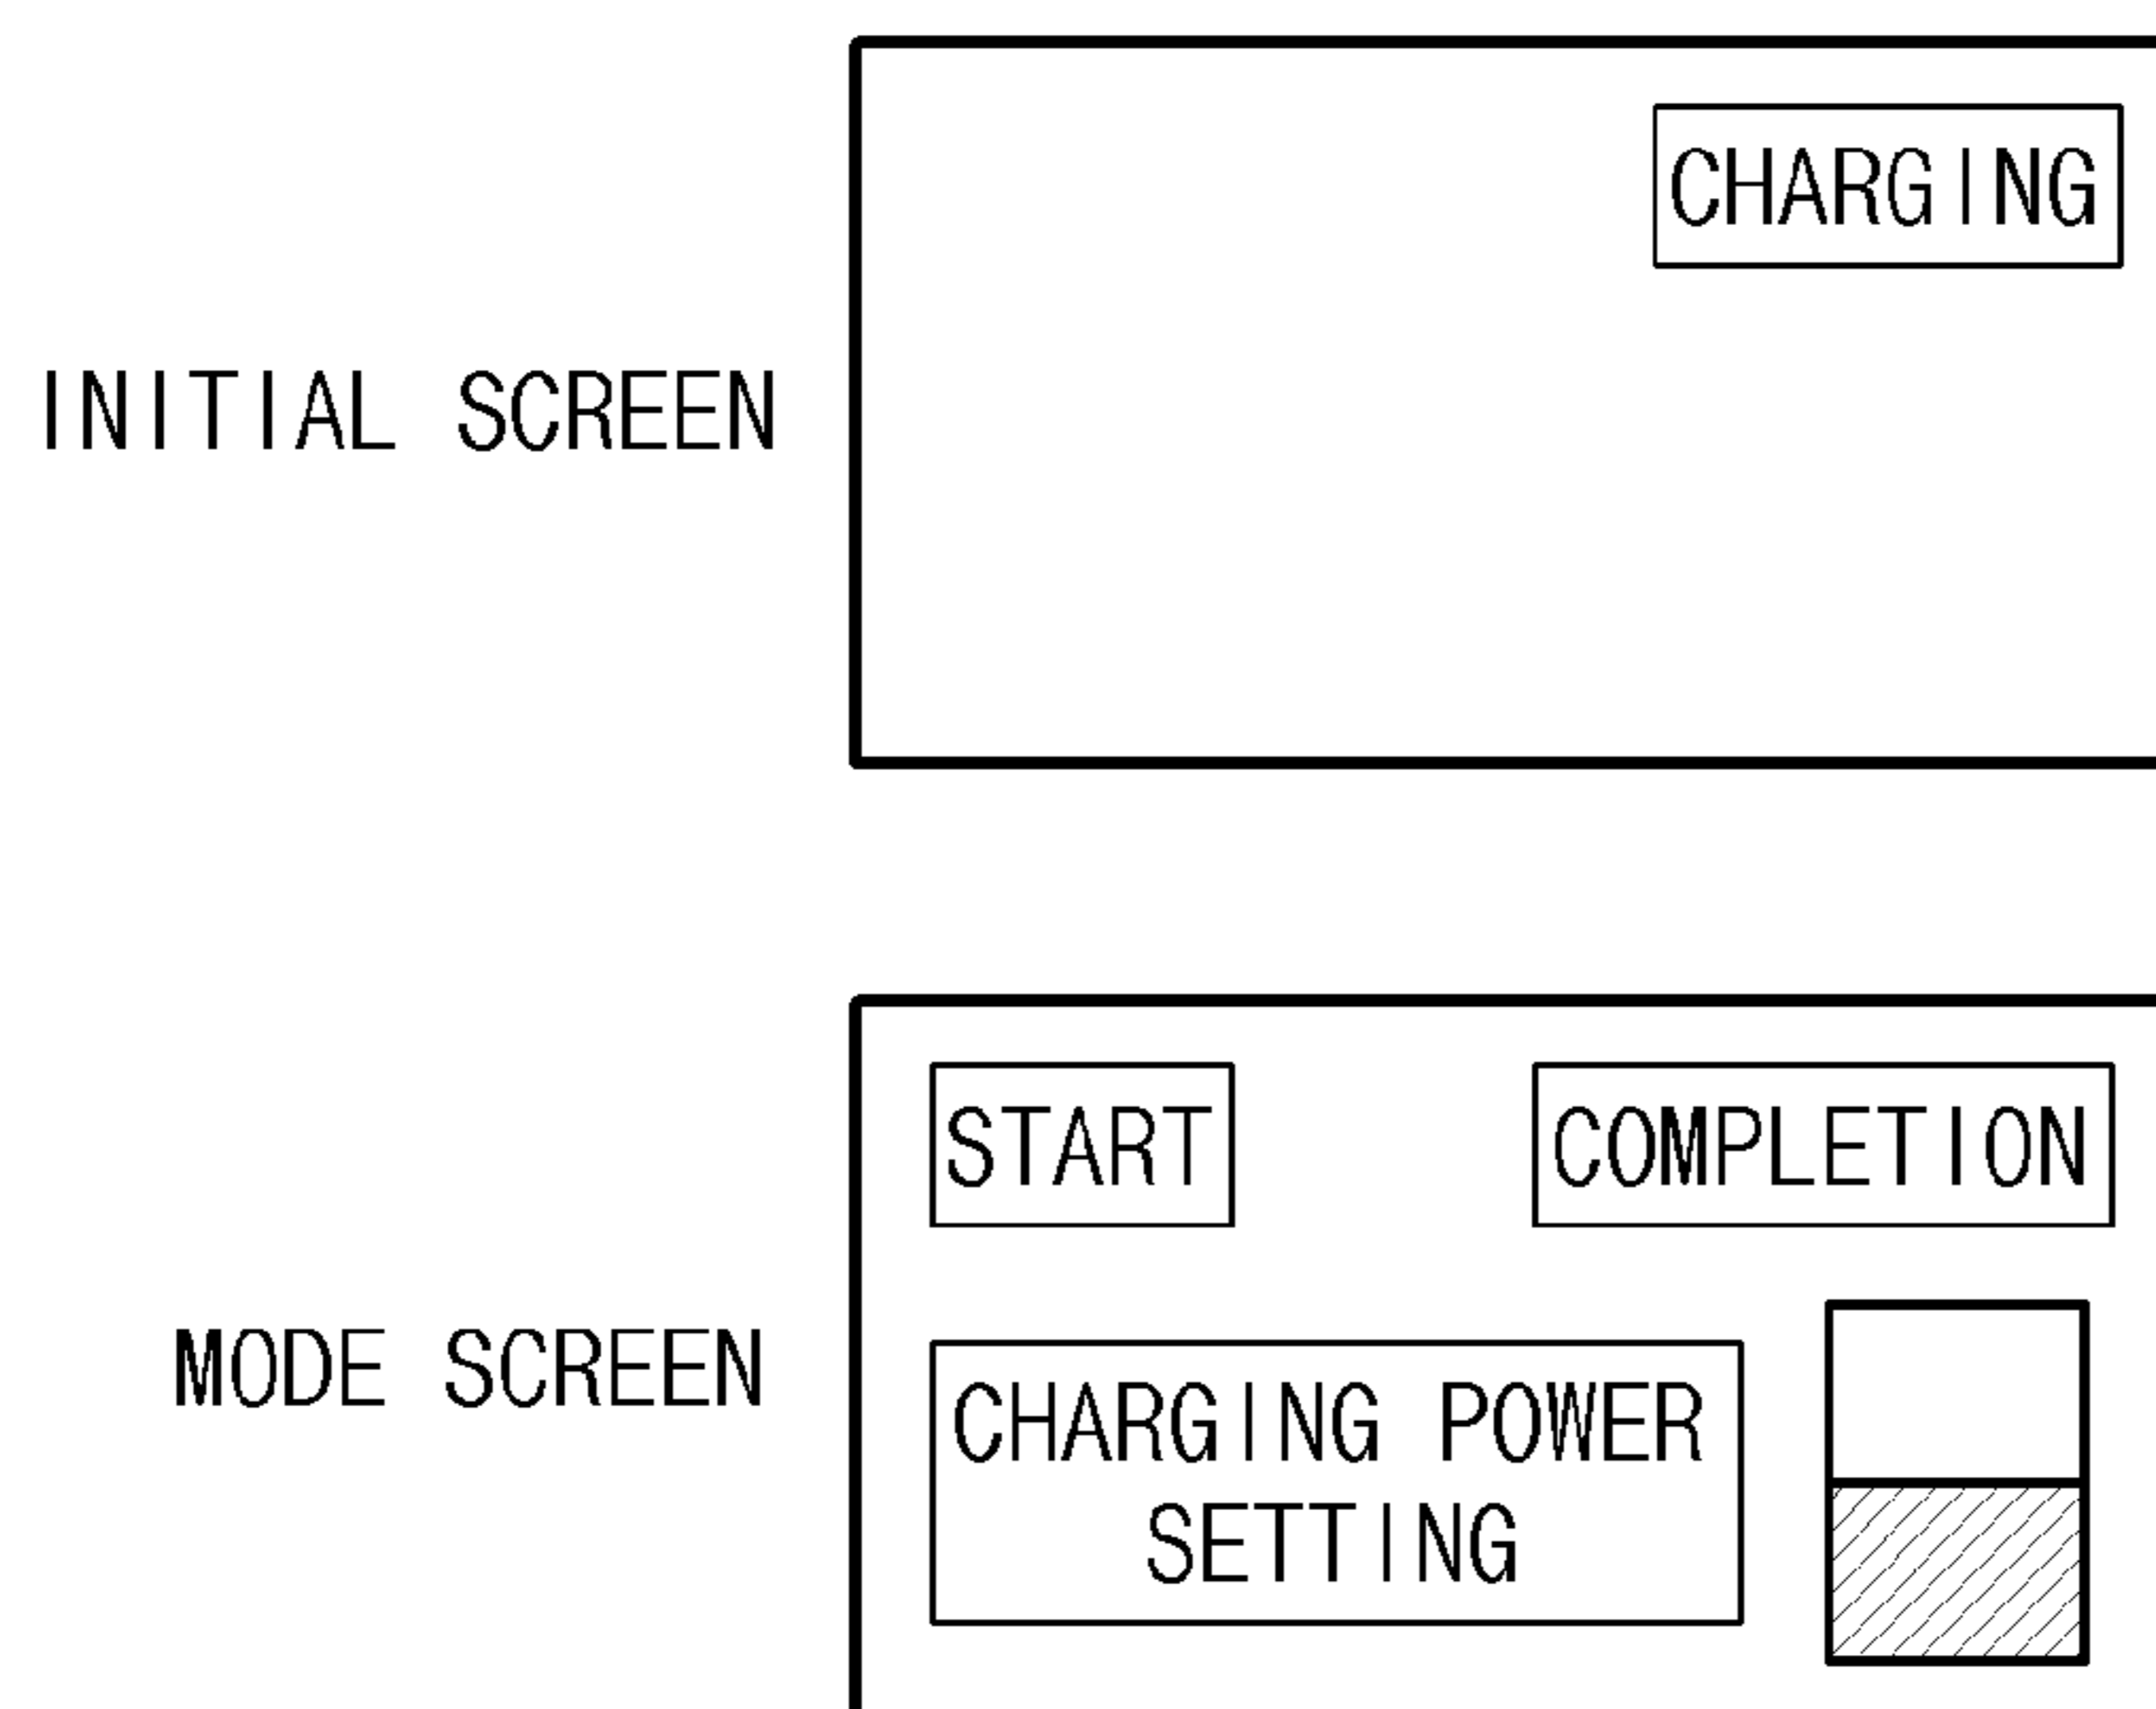 CHARGING
INITIAL SCREEN
START
COMPLETION
MODE SCREEN
CHARGING POWER
SETTING